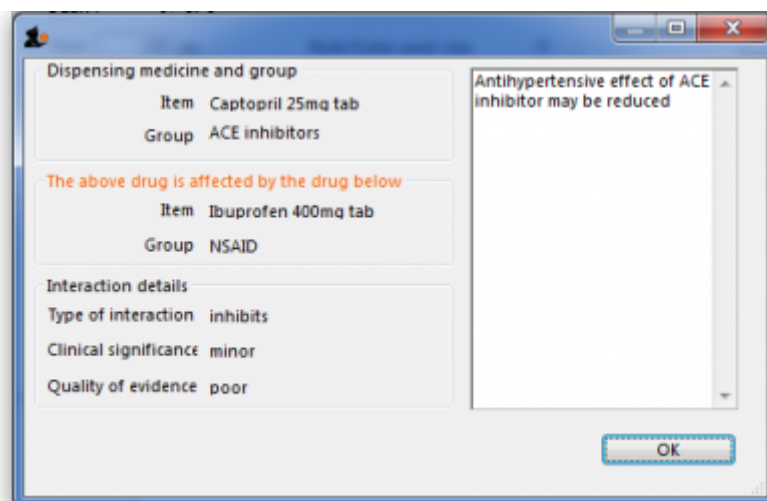 Dispensing medicine and group
Item Captopril 25mg tab
Group ACE inhibitors
The above drug is affected by the drug below
Item Ibuprofen 400mg tab
Group NSAID
Interaction details
Type of interaction inhibits
Clinical significance minor
Quality of evidence poor
Antihypertensive effect of ACE
inhibitor may be reduced
OK